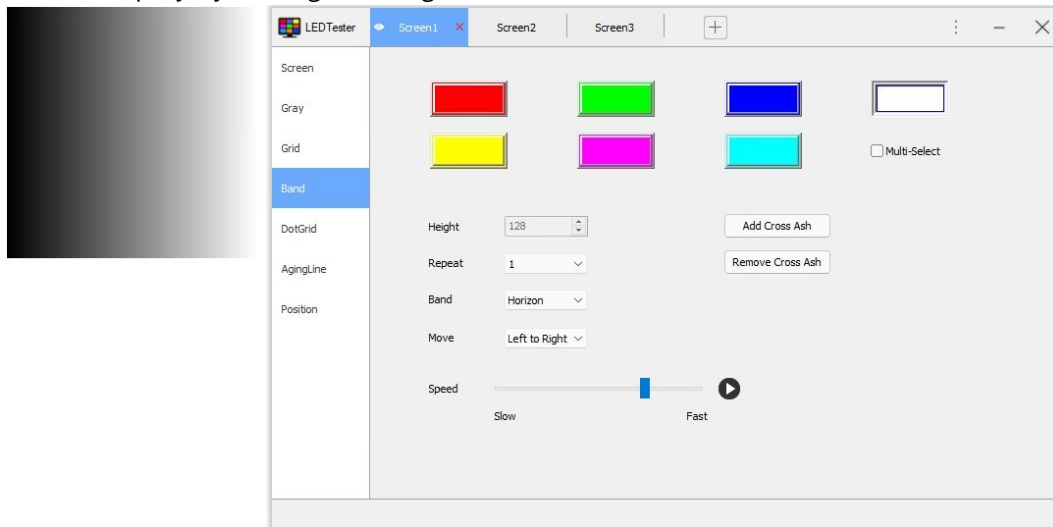 LEDTester Screen1 Screen2 Screen3
Screen
Gray
Grid
Multi-Select
Band
DotGrid
Height 128 Add Cross Ash
AgingLine
Repeat 1 Remove Cross Ash
Position
Band Horizon
Move Left to Right
Speed
Slow Fast